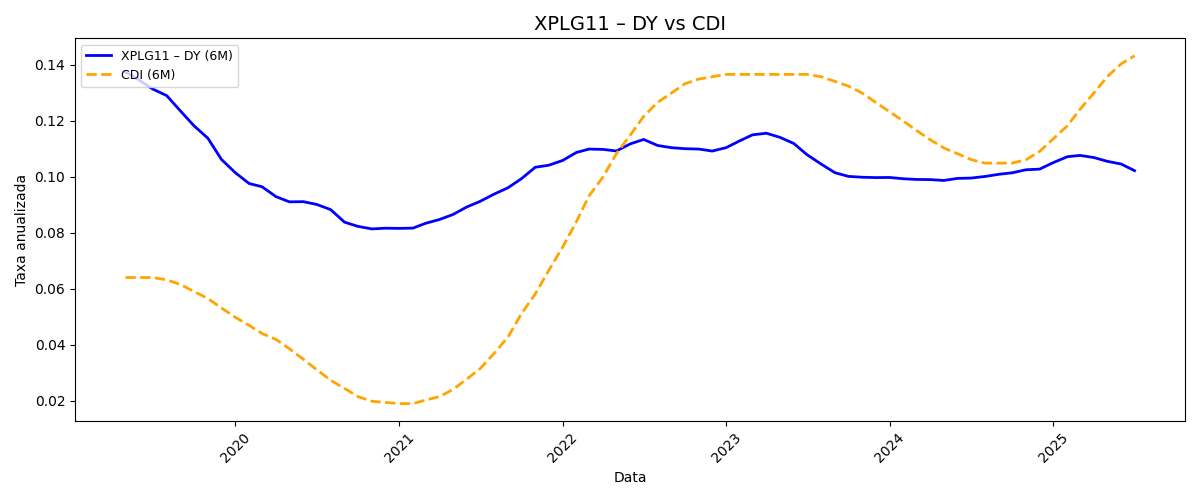 XPLG11 – DY vs CDI
XPLG11 – DY (6M)
CDI (6M)
Taxa anualizada
0.14
0.12
0.10
0.08
0.06
0.04
0.02
2020
2021
2022
2023
2024
2025
Data